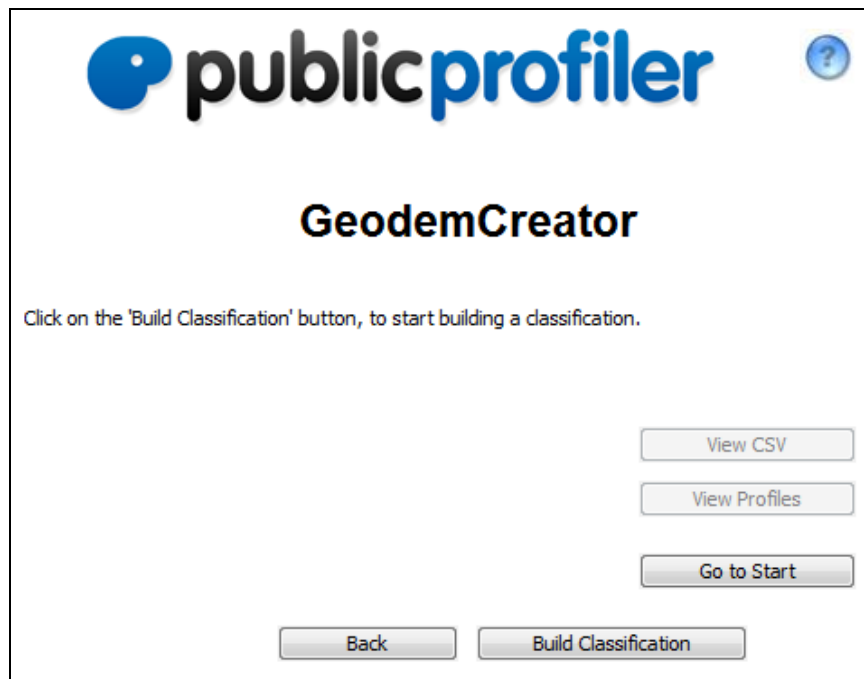 publicprofiler
?
GeodemCreator
Click on the 'Build Classification' button, to start building a classification.
View CSV
View Profiles
Go to Start
Back
Build Classification